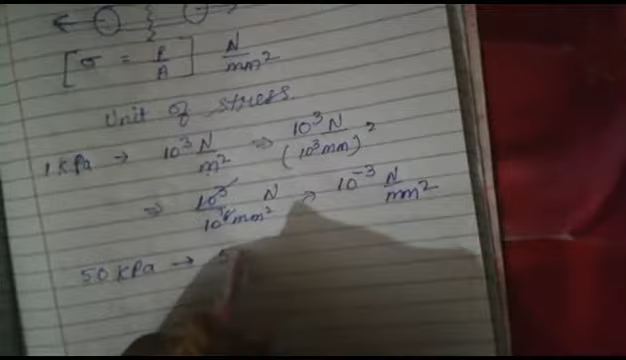 [σ = P/A] N/mm²
Unit of stress.
1 KPa → 10³ N/m² ⇒ 10³ N/(10³ mm)²
⇒ 10³/10⁶ N/mm² → 10⁻³ N/mm²
50 KPa → 5